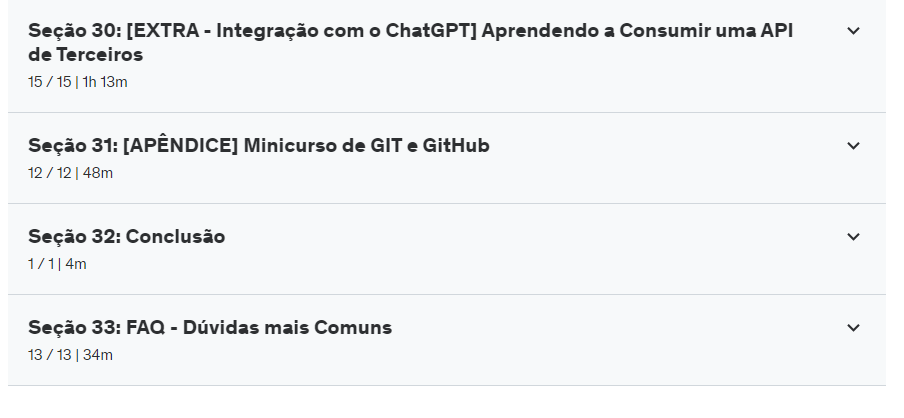 Seção 30: [EXTRA - Integração com o ChatGPT] Aprendendo a Consumir uma API
de Terceiros
15 / 15 | 1h 13m
Seção 31: [APÊNDICE] Minicurso de GIT e GitHub
12 / 12 | 48m
Seção 32: Conclusão
1 / 1 | 4m
Seção 33: FAQ - Dúvidas mais Comuns
13 / 13 | 34m